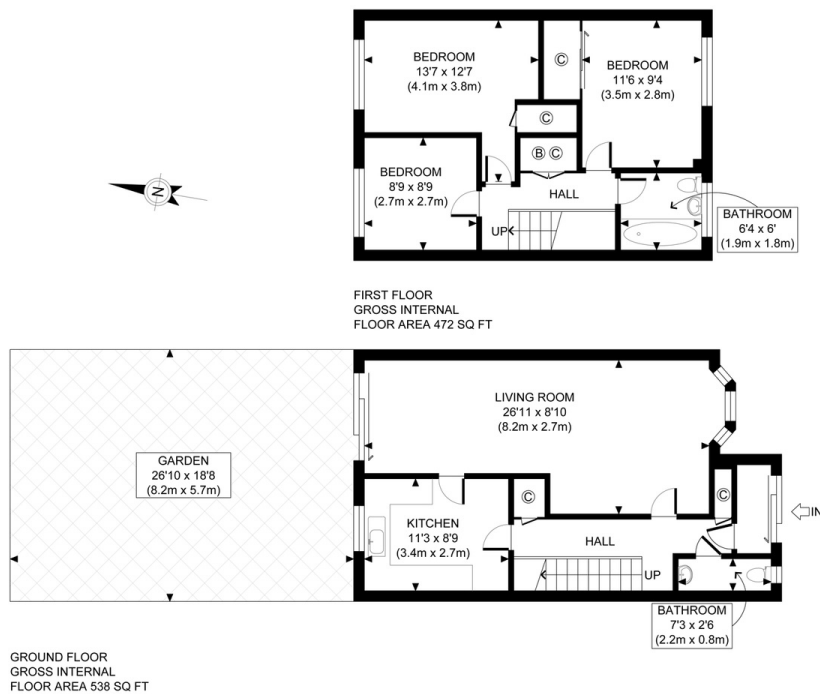 BEDROOM
13'7 x 12'7
(4.1m x 3.8m)
C
BEDROOM
11'6 x 9'4
(3.5m x 2.8m)
C
B C
BEDROOM
8'9 x 8'9
(2.7m x 2.7m)
HALL
UP
BATHROOM
6'4 x 6'
(1.9m x 1.8m)
N
FIRST FLOOR
GROSS INTERNAL
FLOOR AREA 472 SQ FT
LIVING ROOM
26'11 x 8'10
(8.2m x 2.7m)
GARDEN
26'10 x 18'8
(8.2m x 5.7m)
C
C
KITCHEN
11'3 x 8'9
(3.4m x 2.7m)
IN
HALL
UP
BATHROOM
7'3 x 2'6
(2.2m x 0.8m)
GROUND FLOOR
GROSS INTERNAL
FLOOR AREA 538 SQ FT